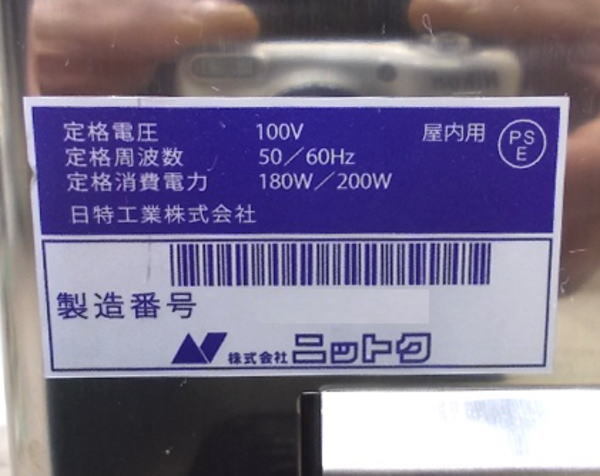 定格電圧 100V 屋内用 PS E
定格周波数 50／60Hz
定格消費電力 180W／200W
日特工業株式会社
製造番号
株式会社 ニットク